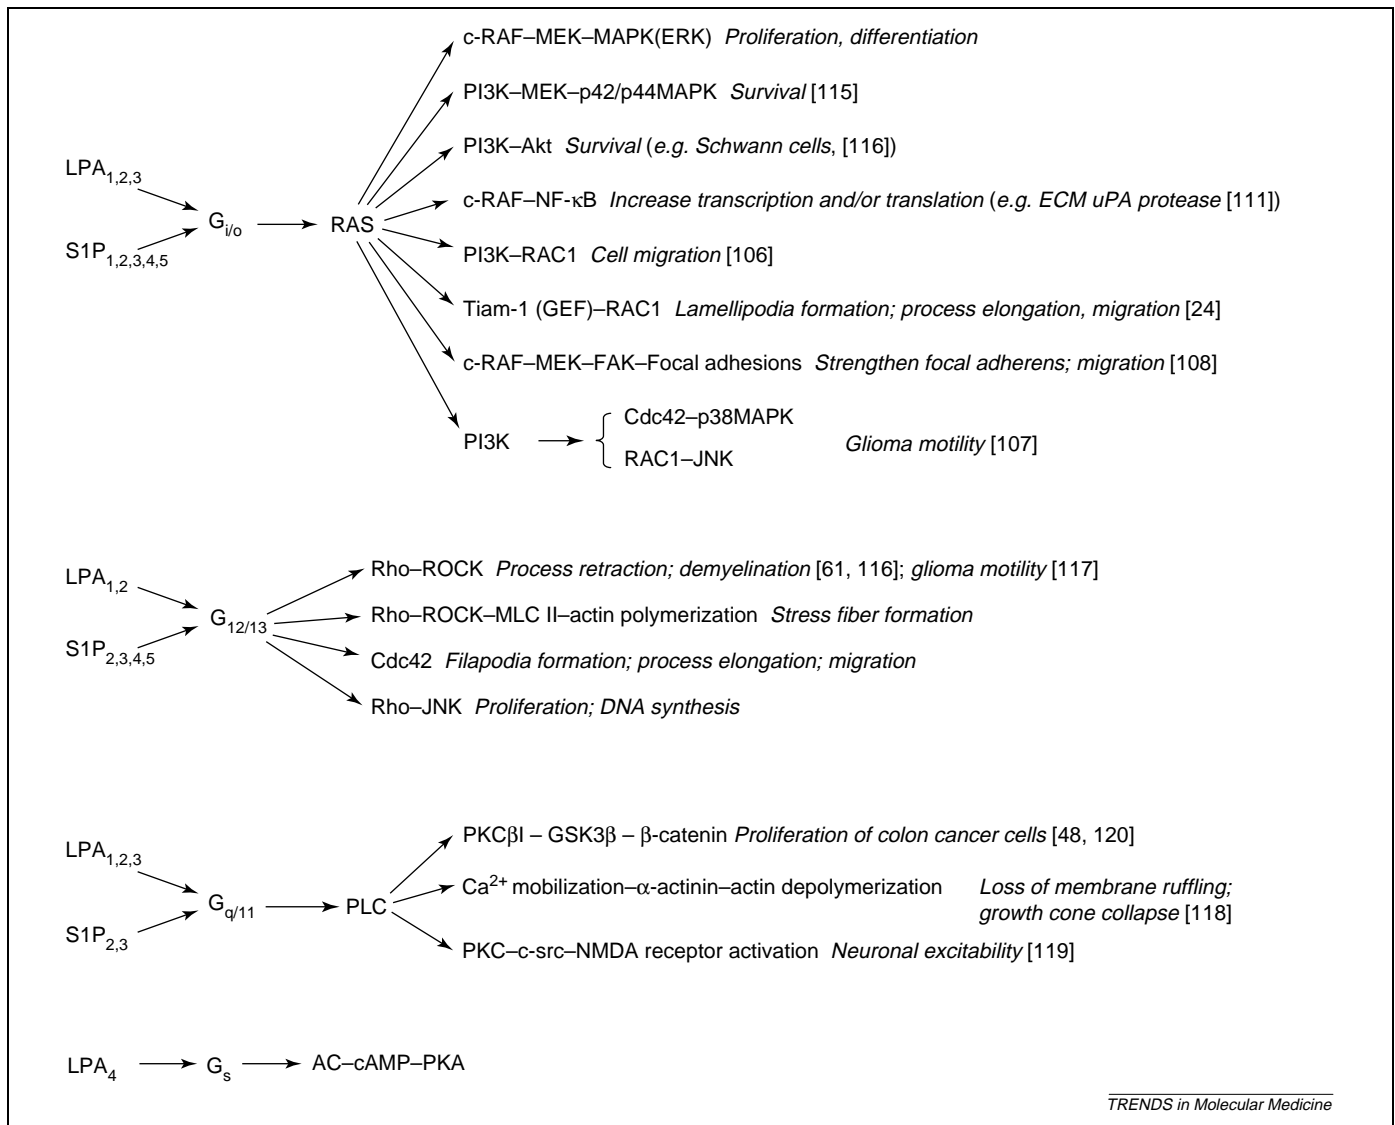 c-RAF–MEK–MAPK(ERK) Proliferation, differentiation
PI3K–MEK–p42/p44MAPK Survival [115]
PI3K–Akt Survival (e.g. Schwann cells, [116])
LPA1,2,3
c-RAF–NF-κB Increase transcription and/or translation (e.g. ECM uPA protease [111])
Gi/o
RAS
S1P1,2,3,4,5
PI3K–RAC1 Cell migration [106]
Tiam-1 (GEF)–RAC1 Lamellipodia formation; process elongation, migration [24]
c-RAF–MEK–FAK–Focal adhesions Strengthen focal adherens; migration [108]
PI3K
Cdc42–p38MAPK
RAC1–JNK
Glioma motility [107]
LPA1,2
Rho–ROCK Process retraction; demyelination [61, 116]; glioma motility [117]
G12/13
Rho–ROCK–MLC II–actin polymerization Stress fiber formation
S1P2,3,4,5
Cdc42 Filapodia formation; process elongation; migration
Rho–JNK Proliferation; DNA synthesis
LPA1,2,3
PKCβI – GSK3β – β-catenin Proliferation of colon cancer cells [48, 120]
Gq/11
PLC
Ca2+ mobilization–α-actinin–actin depolymerization Loss of membrane ruffling;
growth cone collapse [118]
S1P2,3
PKC–c-src–NMDA receptor activation Neuronal excitability [119]
LPA4
Gs
AC–cAMP–PKA
TRENDS in Molecular Medicine